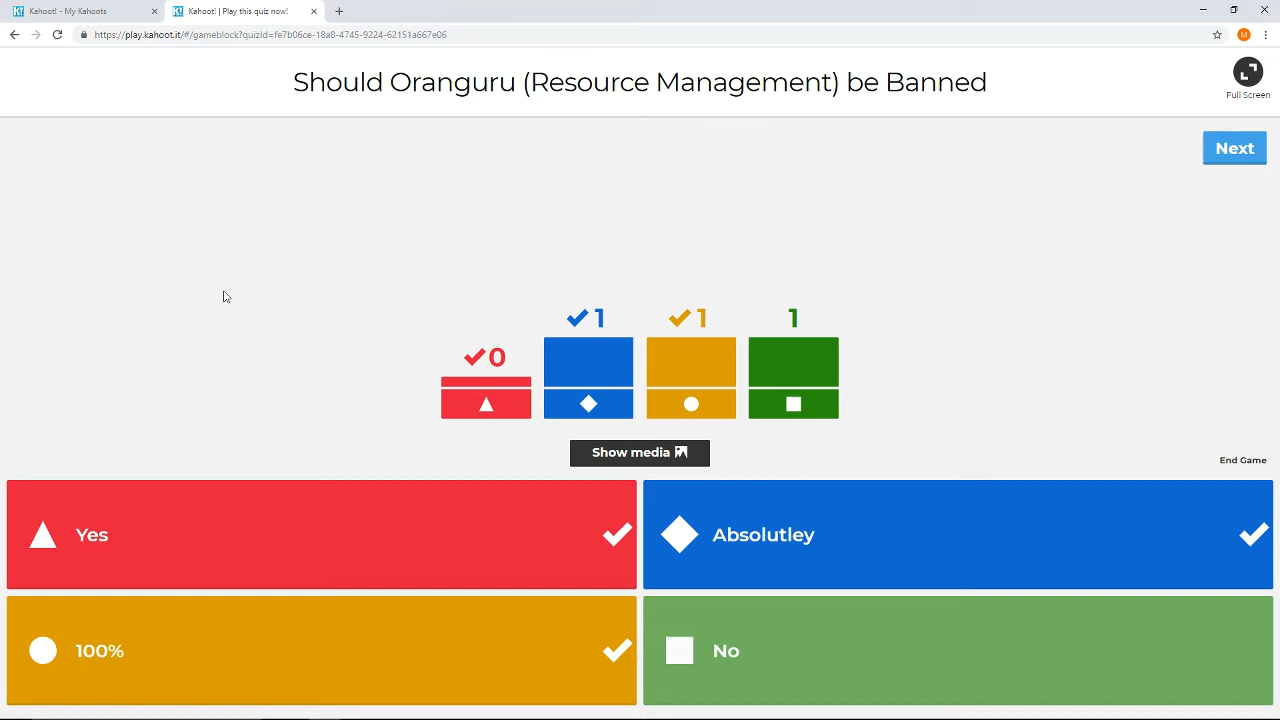 Kahoot! - My Kahoots
Kahoot! | Play this quiz now!
https://play.kahoot.it/#/gameblock?quizId=fe7b06ce-18a8-4745-9224-62151a667e06
M
Should Oranguru (Resource Management) be Banned
Full Screen
Next
0
1
1
1
Show media
End Game
Yes
Absolutley
100%
No